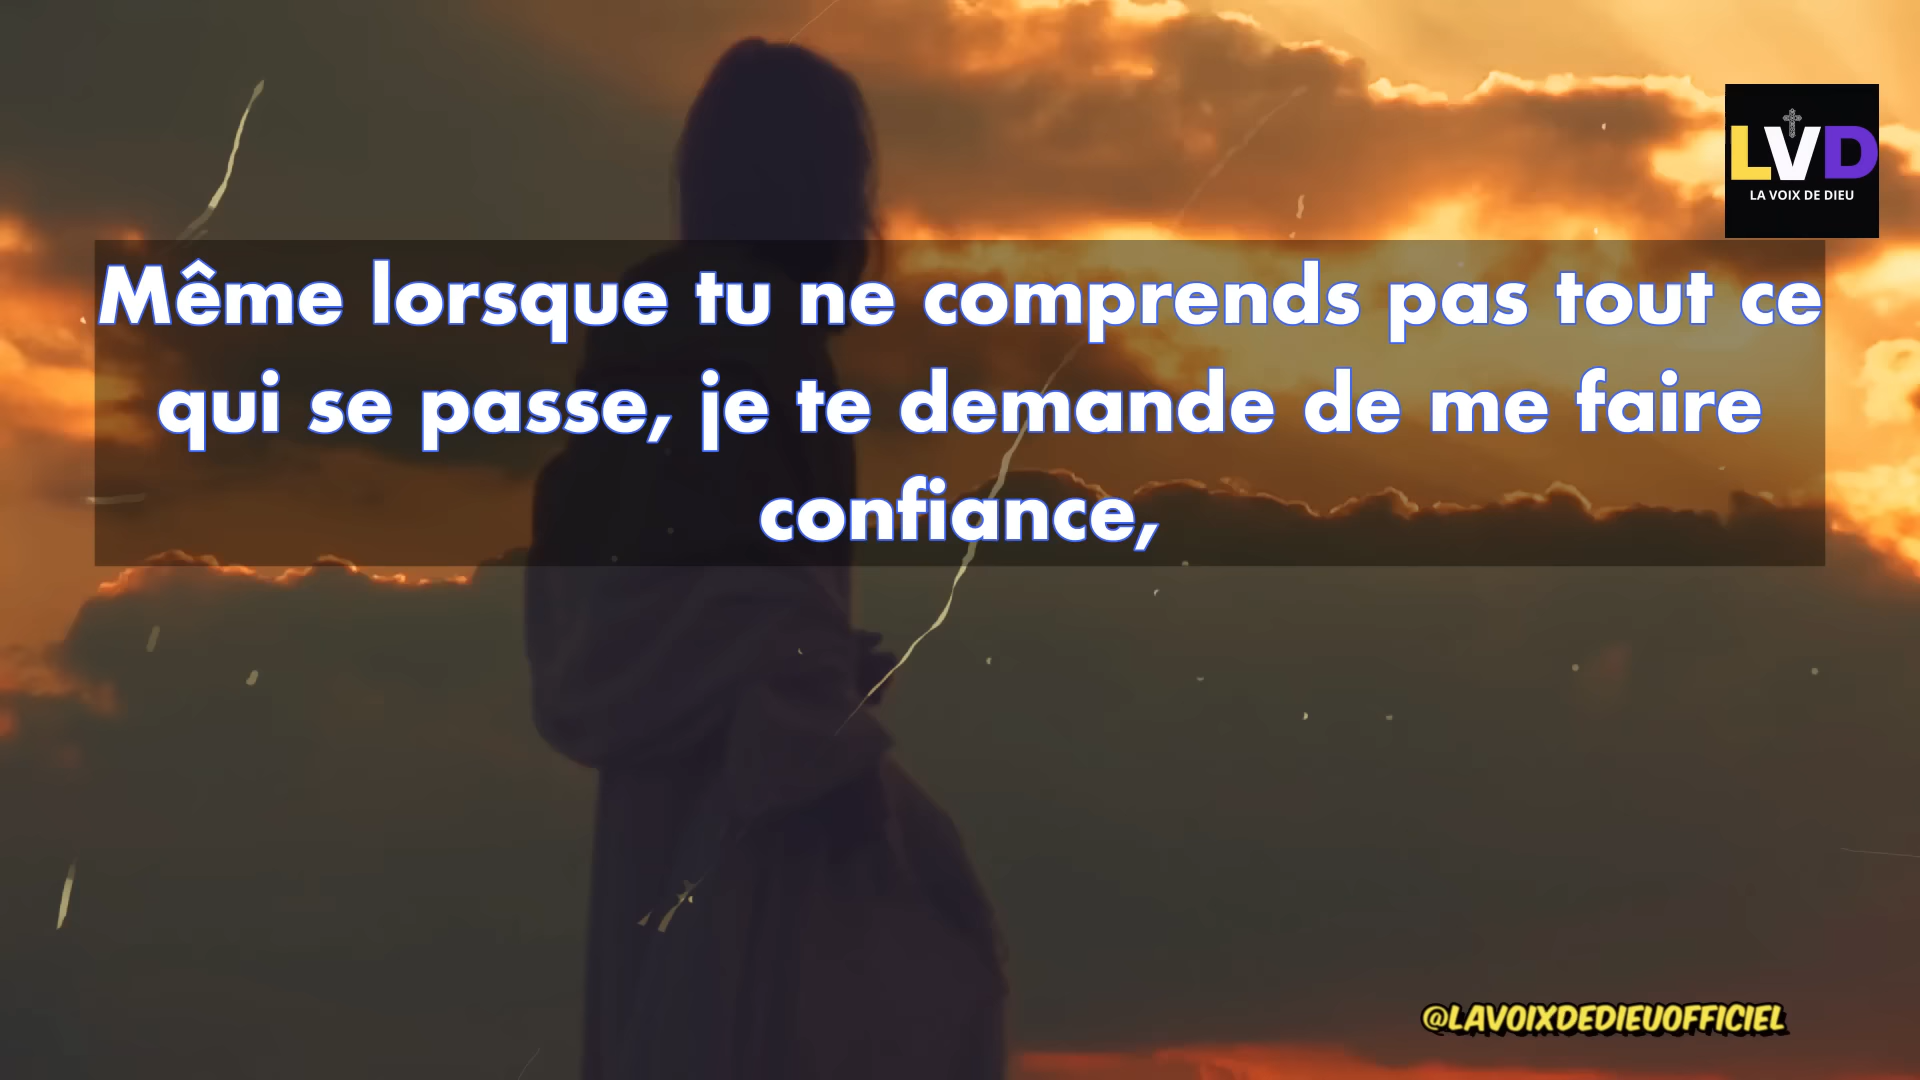 LVD
LA VOIX DE DIEU
Même lorsque tu ne comprends pas tout ce
qui se passe, je te demande de me faire
confiance,
@LAVOIXDEDIEUOFFICIEL